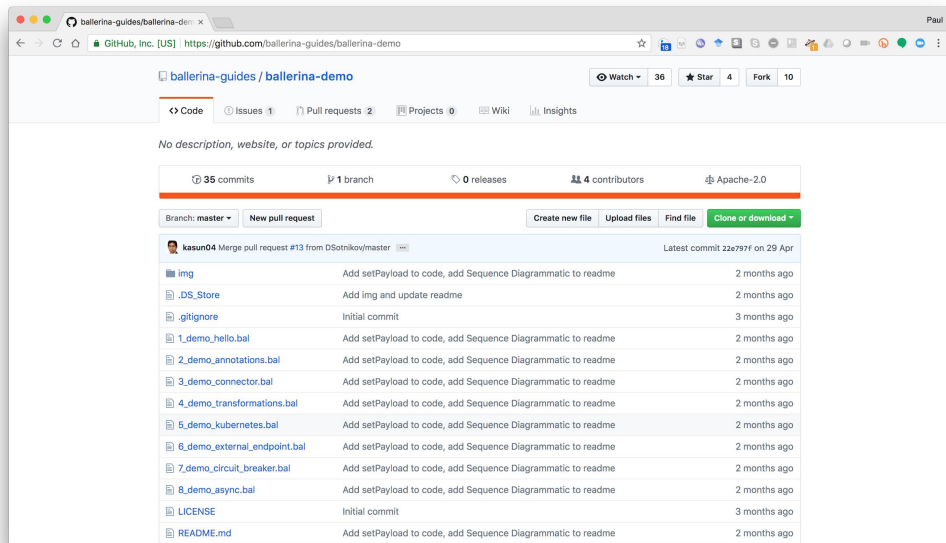 ballerina-guides/ballerina-dem ×
Paul
GitHub, Inc. [US] | https://github.com/ballerina-guides/ballerina-demo
18
1
ballerina-guides / ballerina-demo
Watch 36 Star 4 Fork 10
<> Code Issues 1 Pull requests 2 Projects 0 Wiki Insights
No description, website, or topics provided.
35 commits 1 branch 0 releases 4 contributors Apache-2.0
Branch: master New pull request Create new file Upload files Find file Clone or download
kasun04 Merge pull request #13 from DSotnikov/master ... Latest commit 22e797f on 29 Apr
img Add setPayload to code, add Sequence Diagrammatic to readme 2 months ago
.DS_Store Add img and update readme 2 months ago
.gitignore Initial commit 3 months ago
1_demo_hello.bal Add setPayload to code, add Sequence Diagrammatic to readme 2 months ago
2_demo_annotations.bal Add setPayload to code, add Sequence Diagrammatic to readme 2 months ago
3_demo_connector.bal Add setPayload to code, add Sequence Diagrammatic to readme 2 months ago
4_demo_transformations.bal Add setPayload to code, add Sequence Diagrammatic to readme 2 months ago
5_demo_kubernetes.bal Add setPayload to code, add Sequence Diagrammatic to readme 2 months ago
6_demo_external_endpoint.bal Add setPayload to code, add Sequence Diagrammatic to readme 2 months ago
7_demo_circuit_breaker.bal Add setPayload to code, add Sequence Diagrammatic to readme 2 months ago
8_demo_async.bal Add setPayload to code, add Sequence Diagrammatic to readme 2 months ago
LICENSE Initial commit 3 months ago
README.md Add setPayload to code, add Sequence Diagrammatic to readme 2 months ago